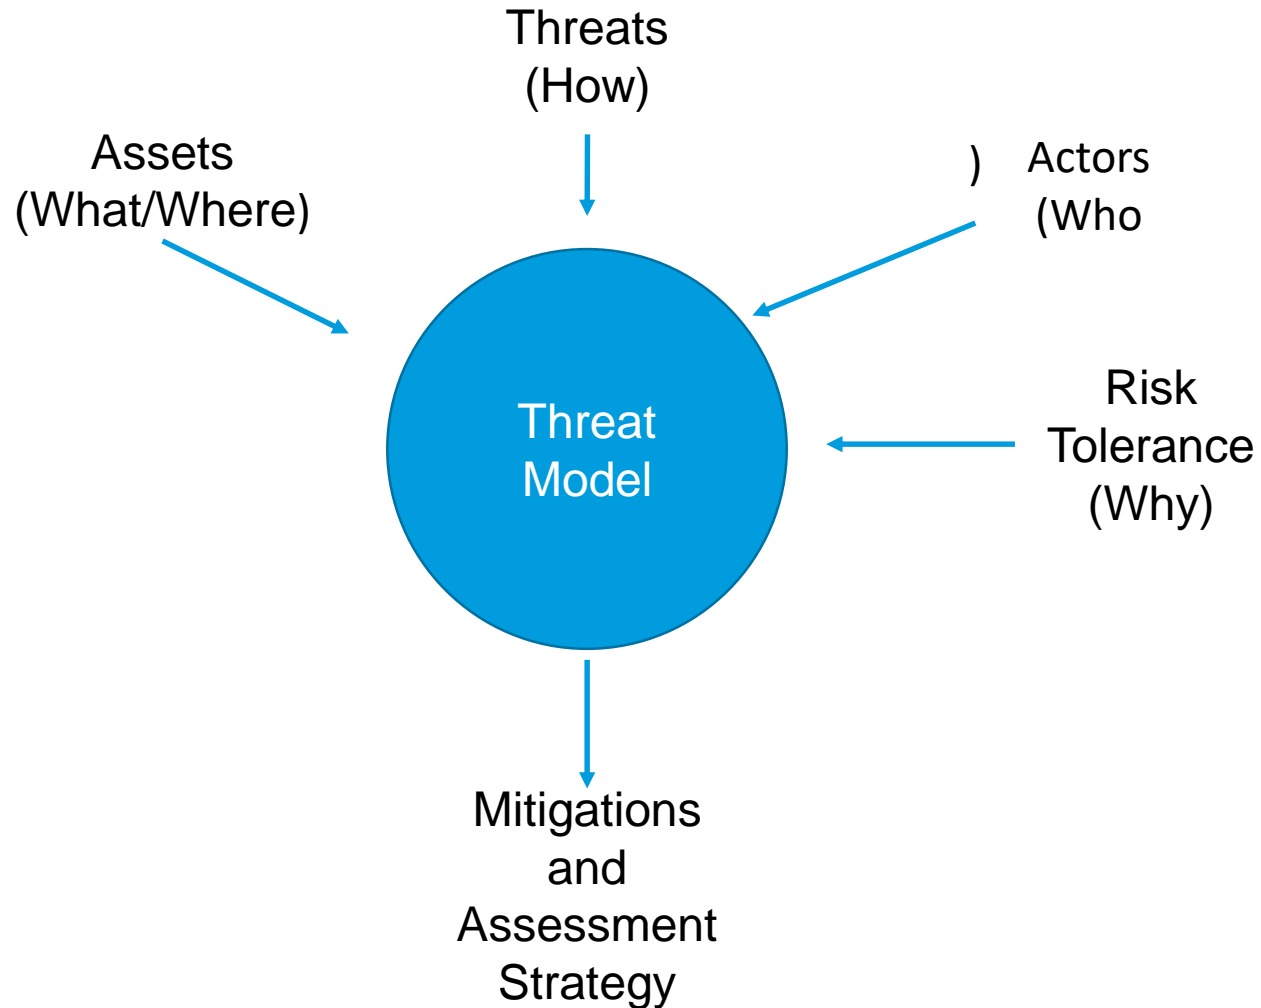 Threats
(How)
Assets
(What/Where)
) Actors
(Who
Risk
Tolerance
(Why)
Threat
Model
Mitigations
and
Assessment
Strategy